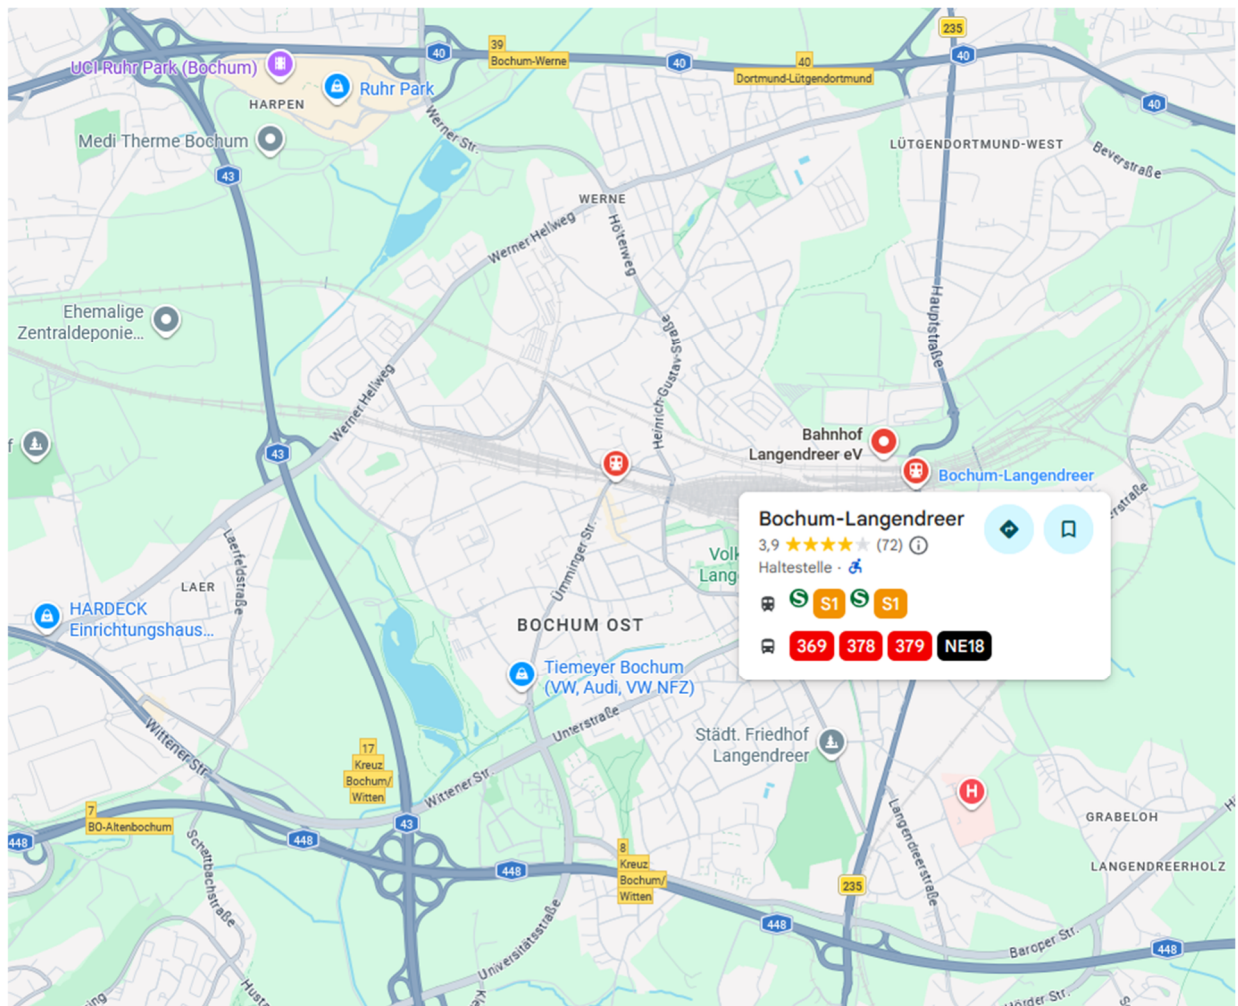 235
39
Bochum-Werne
40
40
40
Dortmund-Lütgendortmund
40
40
UCI Ruhr Park (Bochum)
Ruhr Park
HARPEN
Werner Str.
Medi Therme Bochum
LÜTGENDORTMUND-WEST
Beverstraße
43
WERNE
Werner Hellweg
Hölterweg
Ehemalige
Zentraldeponie...
Hauptstraße
Heinrich-Gustav-Straße
Werner Hellweg
f
43
Bahnhof
Langendreer eV
Bochum-Langendreer
Bochum-Langendreer
3,9
(72)
Haltestelle
S S1 S S1
369 378 379 NE18
Volk
Lang
Ümminger Str.
Laerfeldstraße
LAER
HARDECK
Einrichtungshaus...
BOCHUM OST
Tiemeyer Bochum
(VW, Audi, VW NFZ)
Unterstraße
Städt. Friedhof
Langendreer
Wittener Str.
17
Kreuz
Bochum/
Witten
Wittener Str.
H
7
BO-Altenbochum
43
448
448
GRABELOH
Schattbachstraße
8
Kreuz
Bochum/
Witten
448
Langendreerstraße
LANGENDREERHOLZ
235
448
Universitätsstraße
Baroper Str.
448